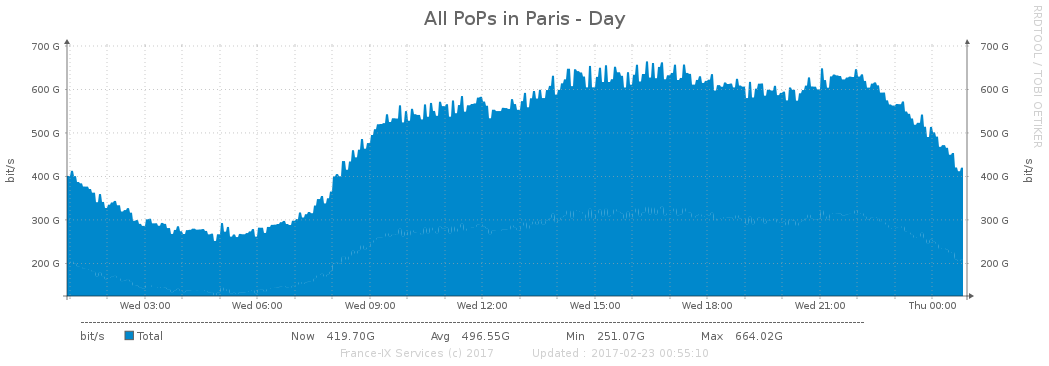 All PoPs in Paris - Day
RRDTOOL / TOBI OETIKER
bit/s
700 G
600 G
500 G
400 G
300 G
200 G
700 G
600 G
500 G
400 G
300 G
200 G
bit/s
Wed 03:00 Wed 06:00 Wed 09:00 Wed 12:00 Wed 15:00 Wed 18:00 Wed 21:00 Thu 00:00
bit/s Total Now 419.70G Avg 496.55G Min 251.07G Max 664.02G
France-IX Services (c) 2017 Updated : 2017-02-23 00:55:10